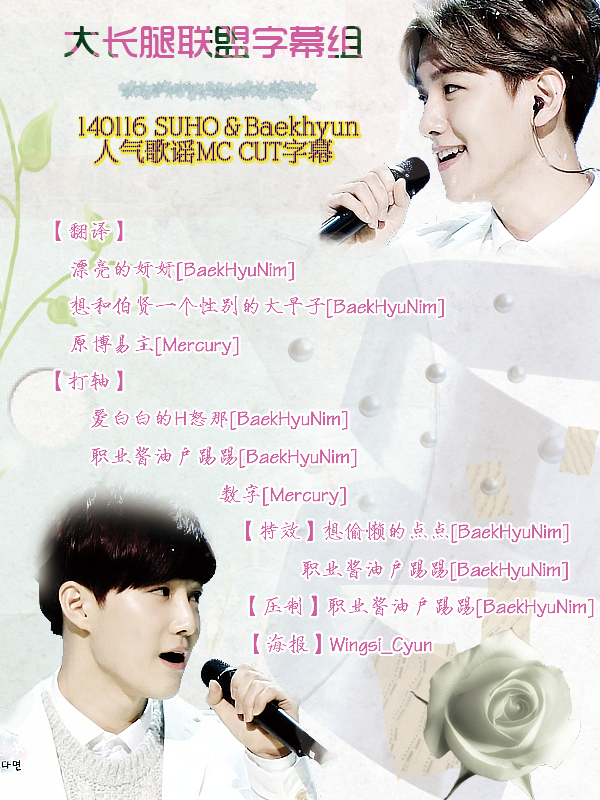 大长腿联盟字幕组
140116 SUHO & Baekhyun
人气歌谣MC CUT字幕
【翻译】
漂亮的妍妍[BaekHyuNim]
想和伯贤一个性别的大早子[BaekHyuNim]
原博易主[Mercury]
【打轴】
爱白白的H怒那[BaekHyuNim]
职业酱油户踢踢[BaekHyuNim]
数字[Mercury]
【特效】想偷懒的点点[BaekHyuNim]
职业酱油户踢踢[BaekHyuNim]
【压制】职业酱油户踢踢[BaekHyuNim]
【海报】Wingsi_Cyun
다면